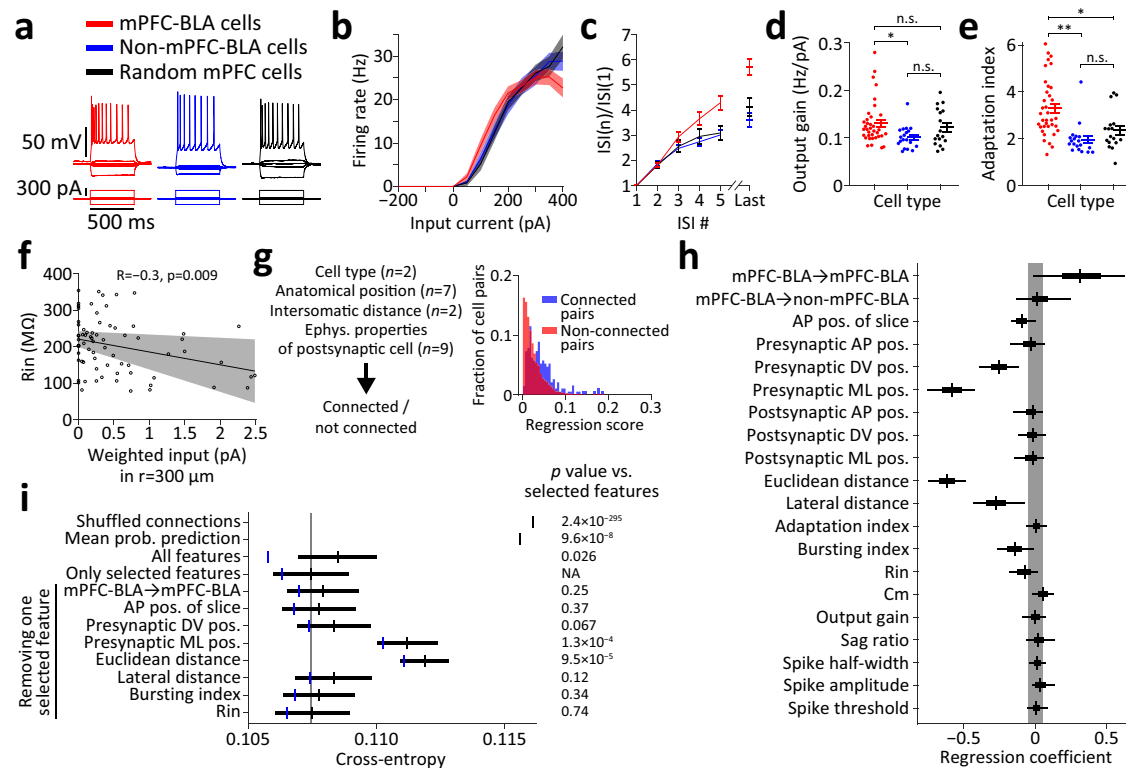 a
mPFC-BLA cells
Non-mPFC-BLA cells
Random mPFC cells
50 mV
300 pA
500 ms
b
Firing rate (Hz)
40
30
20
10
0
−200
0
200
400
Input current (pA)
c
ISI(n)/ISI(1)
7
6
5
4
3
2
1
1
2
3
4
5
Last
ISI #
d
n.s.
*
n.s.
Output gain (Hz/pA)
0.3
0.2
0.1
0
Cell type
e
*
**
n.s.
Adaptation index
6
4
2
0
Cell type
f
R=−0.3, p=0.009
Rin (MΩ)
400
350
300
250
200
150
100
50
0
0
0.5
1.0
1.5
2.0
2.5
Weighted input (pA)
in r=300 μm
g
Cell type (n=2)
Anatomical position (n=7)
Intersomatic distance (n=2)
Ephys. properties
of postsynaptic cell (n=9)
Connected /
not connected
Fraction of cell pairs
0.2
0.1
0
Connected
pairs
Non-connected
pairs
0
0.1
0.2
0.3
Regression score
h
mPFC-BLA→mPFC-BLA
mPFC-BLA→non-mPFC-BLA
AP pos. of slice
Presynaptic AP pos.
Presynaptic DV pos.
Presynaptic ML pos.
Postsynaptic AP pos.
Postsynaptic DV pos.
Postsynaptic ML pos.
Euclidean distance
Lateral distance
Adaptation index
Bursting index
Rin
Cm
Output gain
Sag ratio
Spike half-width
Spike amplitude
Spike threshold
−0.5
0
0.5
Regression coefficient
i
p value vs.
selected features
Shuffled connections 2.4×10⁻²⁹⁵
Mean prob. prediction 9.6×10⁻⁸
All features 0.026
Only selected features NA
mPFC-BLA→mPFC-BLA 0.25
AP pos. of slice 0.37
Presynaptic DV pos. 0.067
Presynaptic ML pos. 1.3×10⁻⁴
Euclidean distance 9.5×10⁻⁵
Lateral distance 0.12
Bursting index 0.34
Rin 0.74
Removing one
selected feature
0.105
0.110
0.115
Cross-entropy